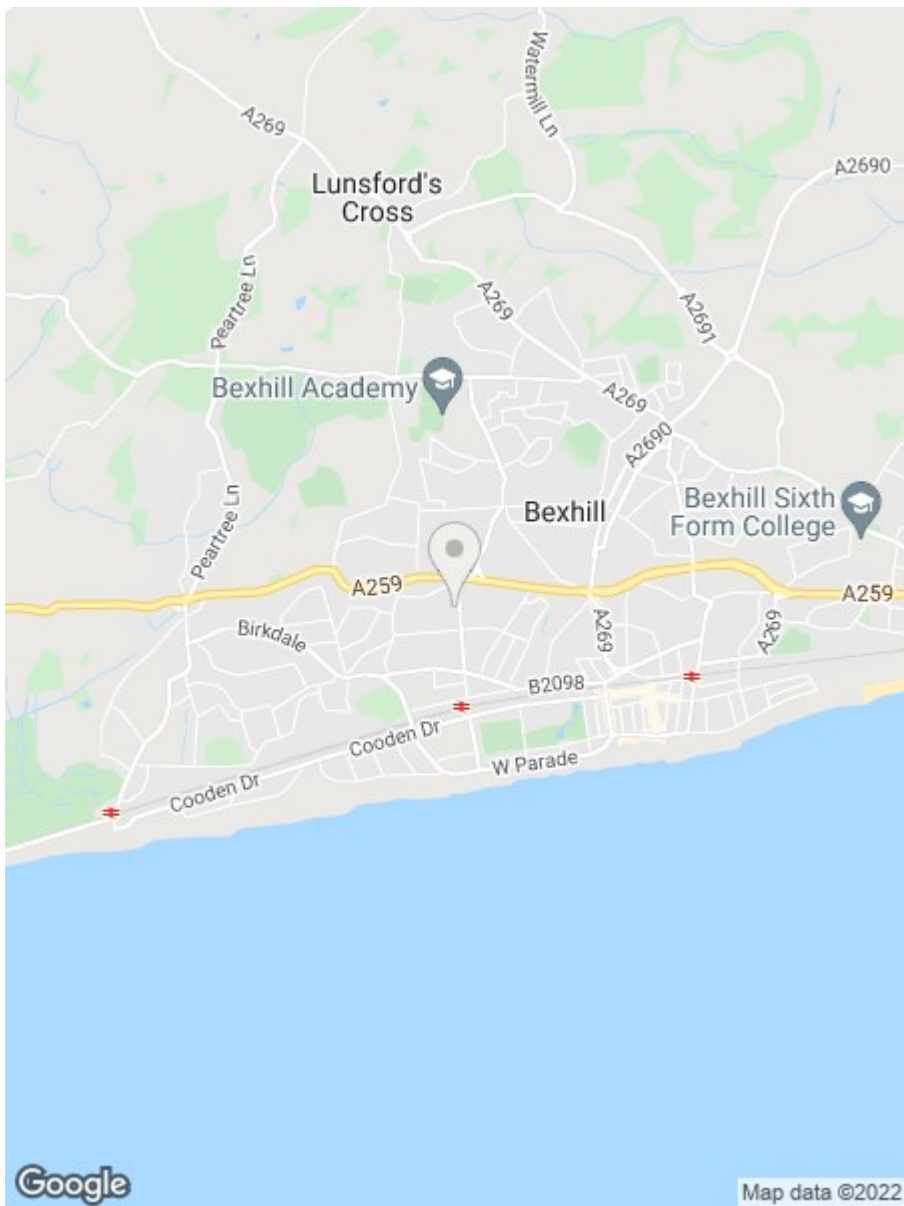 Watermill Ln
A269
A2690
Lunsford's
Cross
Peartree Ln
A269
A2691
Bexhill Academy
A269
A2690
Bexhill Sixth
Form College
Bexhill
Peartree Ln
A259
A259
Birkdale
A269
A269
B2098
Cooden Dr
W Parade
Cooden Dr
Google
Map data ©2022